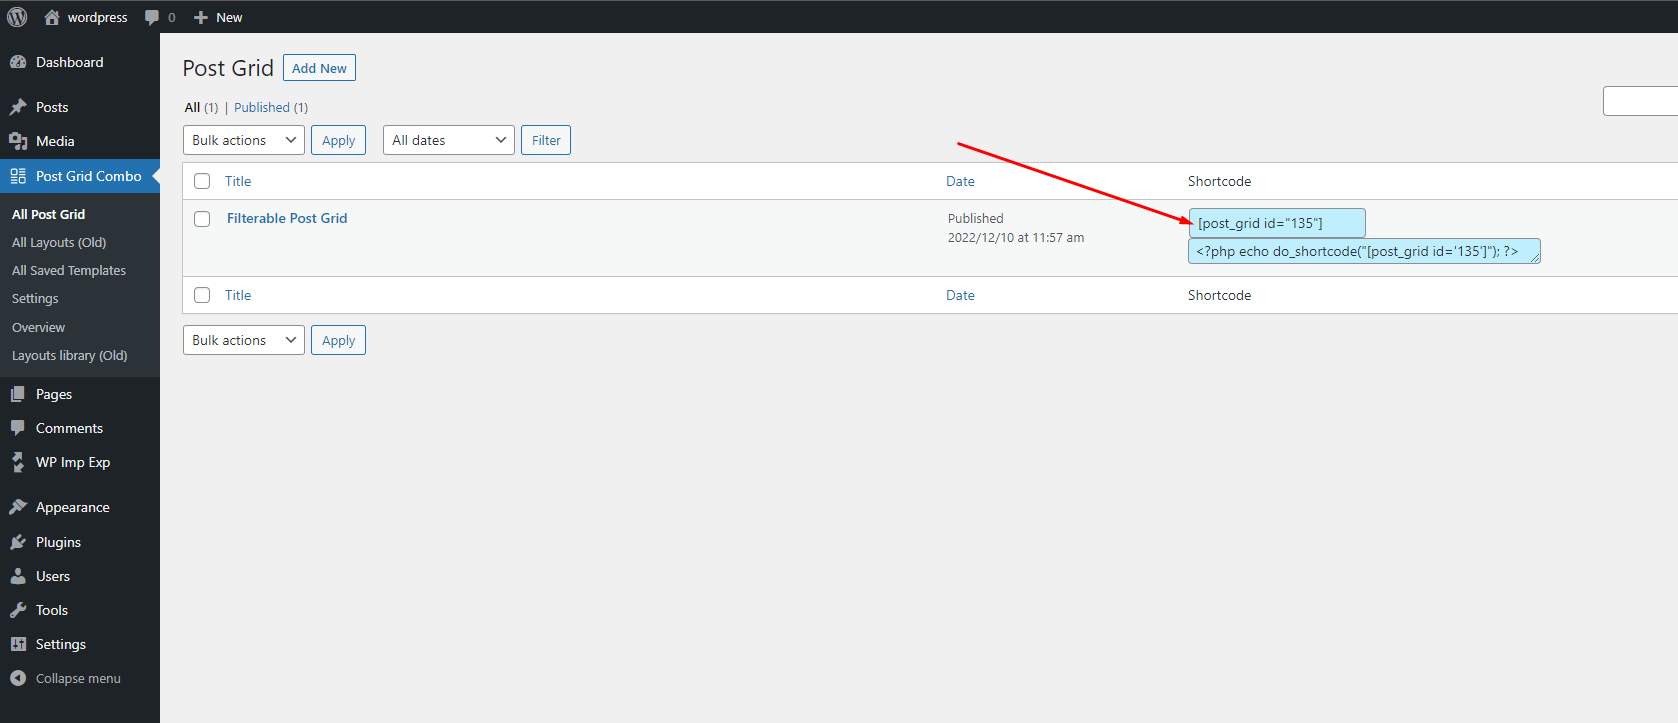 wordpress 0 New
Dashboard
Posts
Media
Post Grid Combo
All Post Grid
All Layouts (Old)
All Saved Templates
Settings
Overview
Layouts library (Old)
Pages
Comments
WP Imp Exp
Appearance
Plugins
Users
Tools
Settings
Collapse menu
Post Grid Add New
All (1) | Published (1)
Bulk actions Apply All dates Filter
Title Date Shortcode
Filterable Post Grid Published [post_grid id="135"]
2022/12/10 at 11:57 am <?php echo do_shortcode("[post_grid id='135']"); ?>
Title Date Shortcode
Bulk actions Apply